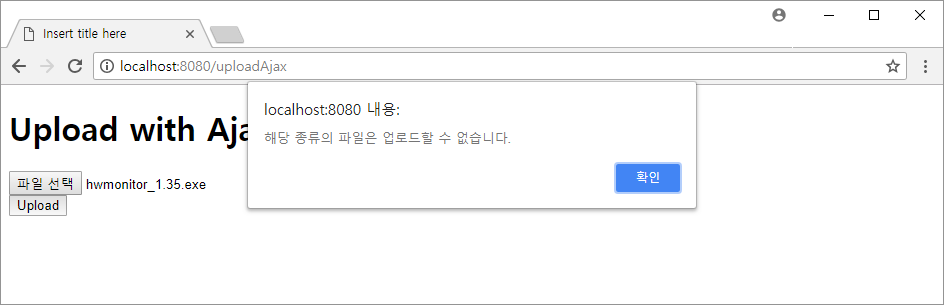 Insert title here
localhost:8080/uploadAjax
localhost:8080 내용:
해당 종류의 파일은 업로드할 수 없습니다.
확인
Upload with Aja
파일 선택 hwmonitor_1.35.exe
Upload